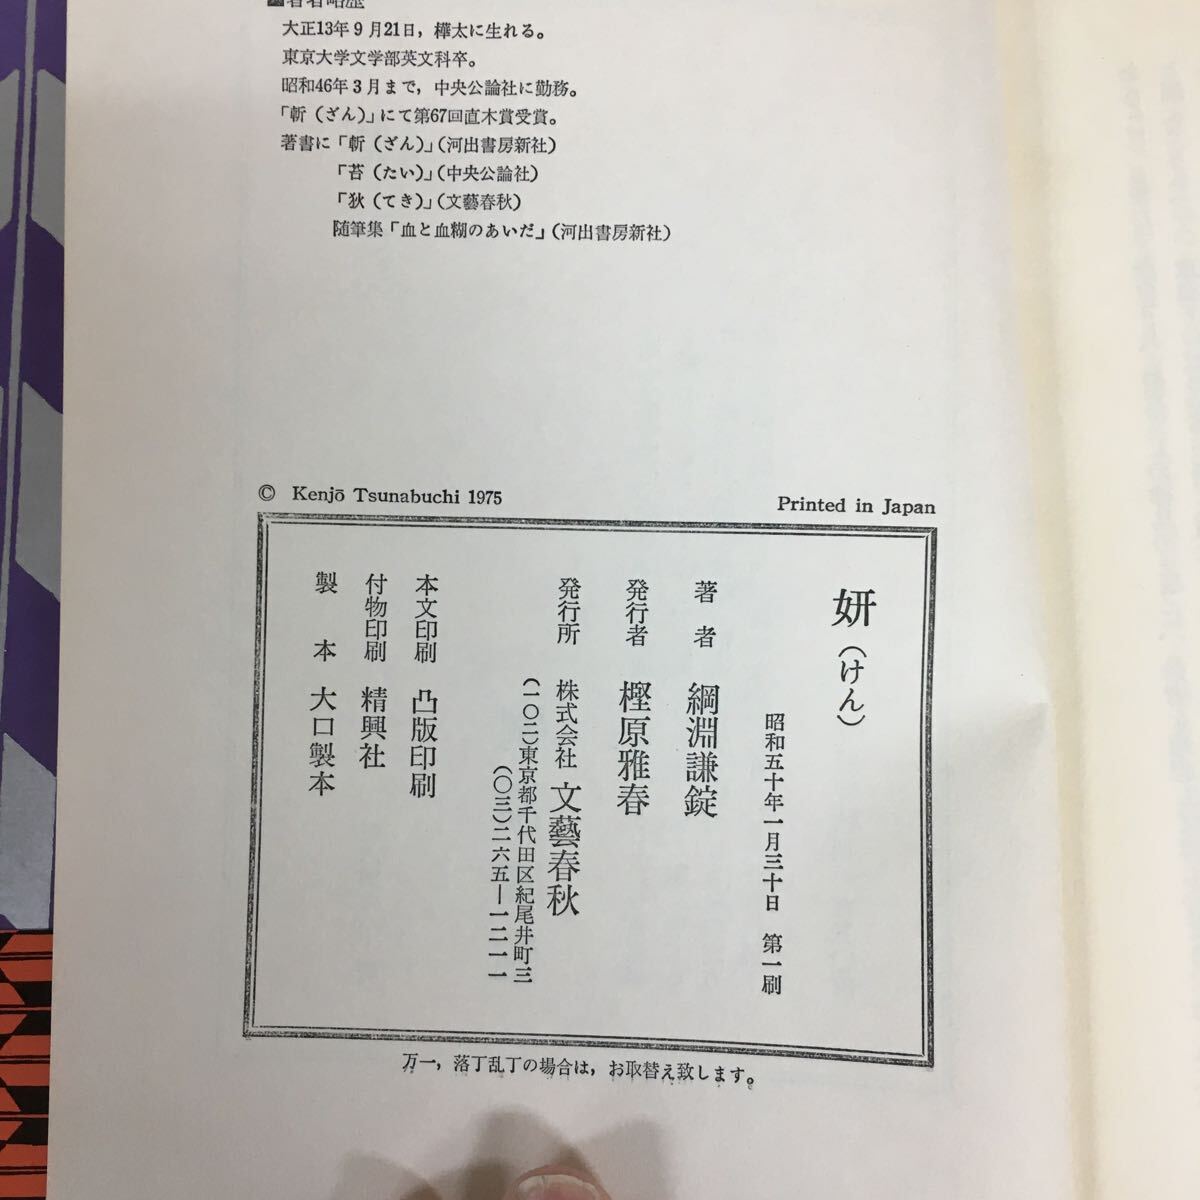 ■著者略歴
大正13年9月21日，樺太に生れる。
東京大学文学部英文科卒。
昭和46年3月まで，中央公論社に勤務。
「斬（ざん）」にて第67回直木賞受賞。
著書に「斬（ざん）」（河出書房新社）
「苔（たい）」（中央公論社）
「狄（てき）」（文藝春秋）
随筆集「血と血糊のあいだ」（河出書房新社）
© Kenjō Tsunabuchi 1975
Printed in Japan
妍（けん）
昭和五十年一月三十日　第一刷
著者　綱淵謙錠
発行者　樫原雅春
発行所　株式会社　文藝春秋
（一〇二）東京都千代田区紀尾井町三
（〇三）二六五―一二一一
本文印刷　凸版印刷
付物印刷　精興社
製本　大口製本
万一，落丁乱丁の場合は，お取替え致します。